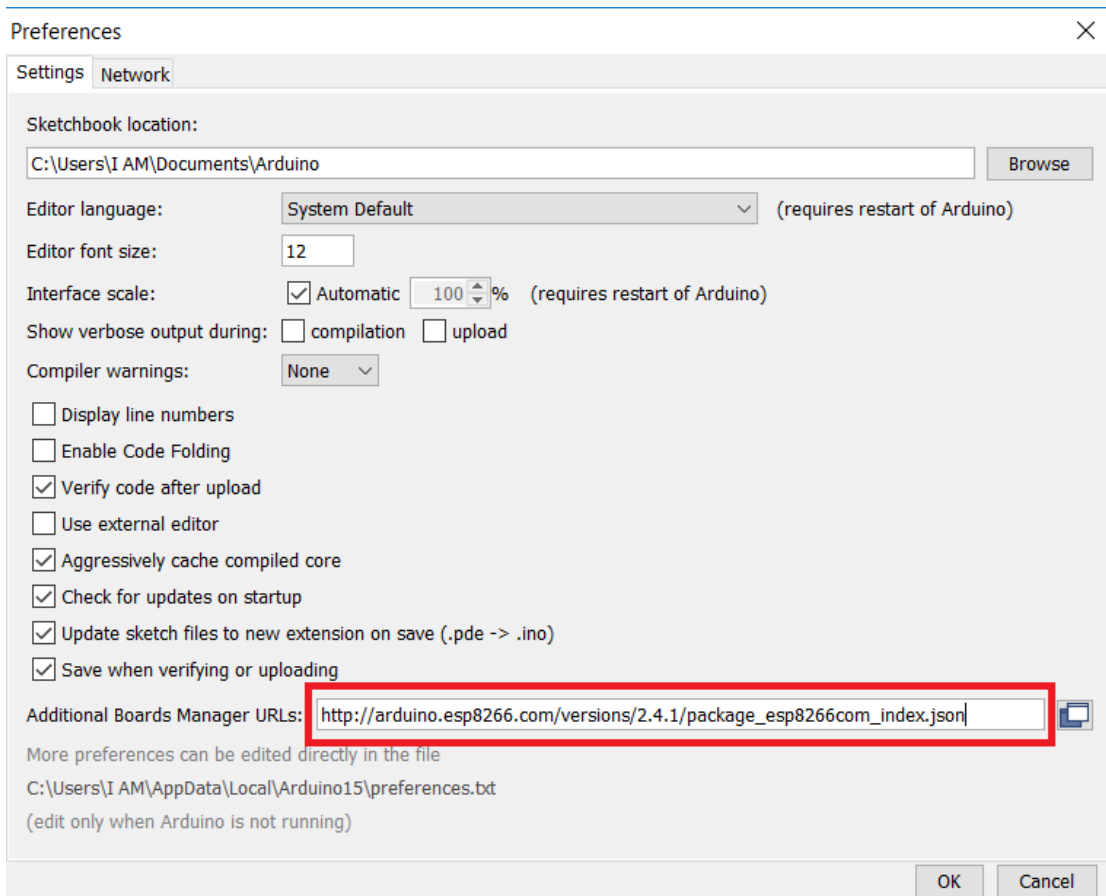 Preferences
Settings Network
Sketchbook location:
C:\Users\I AM\Documents\Arduino Browse
Editor language: System Default (requires restart of Arduino)
Editor font size: 12
Interface scale: Automatic 100 % (requires restart of Arduino)
Show verbose output during: compilation upload
Compiler warnings: None
Display line numbers
Enable Code Folding
Verify code after upload
Use external editor
Aggressively cache compiled core
Check for updates on startup
Update sketch files to new extension on save (.pde -> .ino)
Save when verifying or uploading
Additional Boards Manager URLs: http://arduino.esp8266.com/versions/2.4.1/package_esp8266com_index.json
More preferences can be edited directly in the file
C:\Users\I AM\AppData\Local\Arduino15\preferences.txt
(edit only when Arduino is not running)
OK Cancel